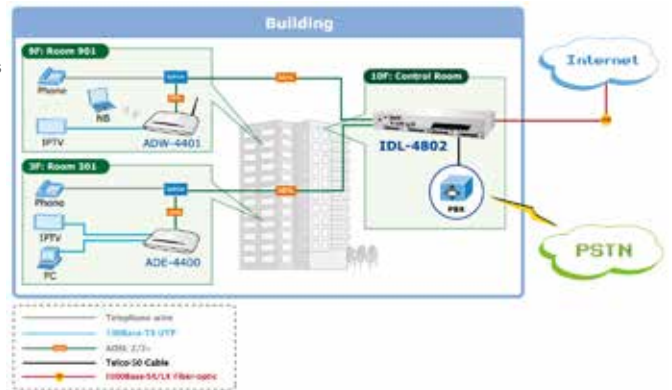 Building
9F: Room 901
Phone
NB
IPTV
ADW-4401
3F: Room 301
Phone
IPTV
PC
ADE-4400
10F: Control Room
IDL-4802
PBX
Internet
PSTN
Telephone wire
100Base-TX UTP
ADSL 2/2+
Telco-50 Cable
1000Base-SX/LX Fiber-optic